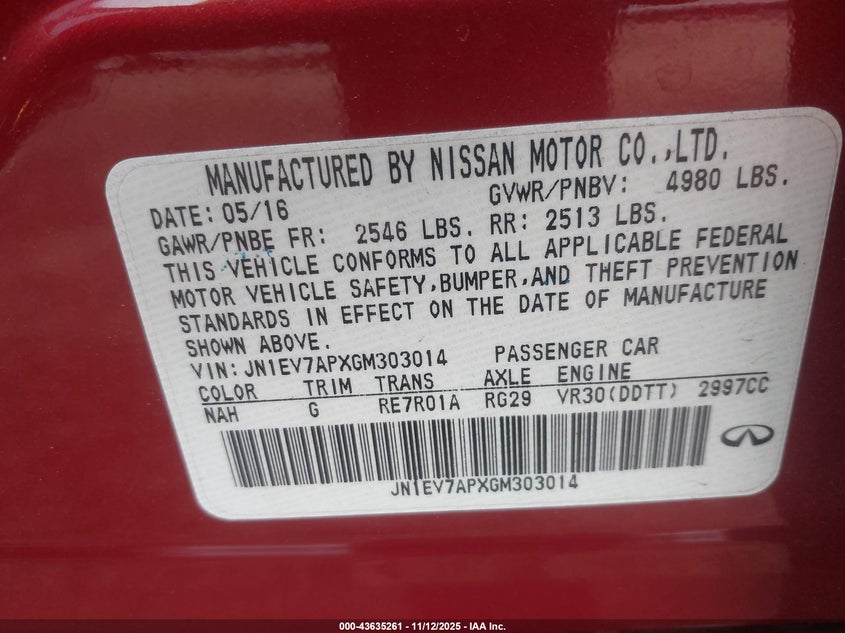 MANUFACTURED BY NISSAN MOTOR CO.,LTD.
DATE: 05/16 GVWR/PNBV: 4980 LBS.
GAWR/PNBE FR: 2546 LBS. RR: 2513 LBS.
THIS VEHICLE CONFORMS TO ALL APPLICABLE FEDERAL
MOTOR VEHICLE SAFETY,BUMPER,AND THEFT PREVENTION
STANDARDS IN EFFECT ON THE DATE OF MANUFACTURE
SHOWN ABOVE.
VIN: JN1EV7APXGM303014 PASSENGER CAR
COLOR TRIM TRANS AXLE ENGINE
NAH G RE7R01A RG29 VR30(DDTT) 2997CC
JN1EV7APXGM303014
000-43635261 - 11/12/2025 - IAA Inc.